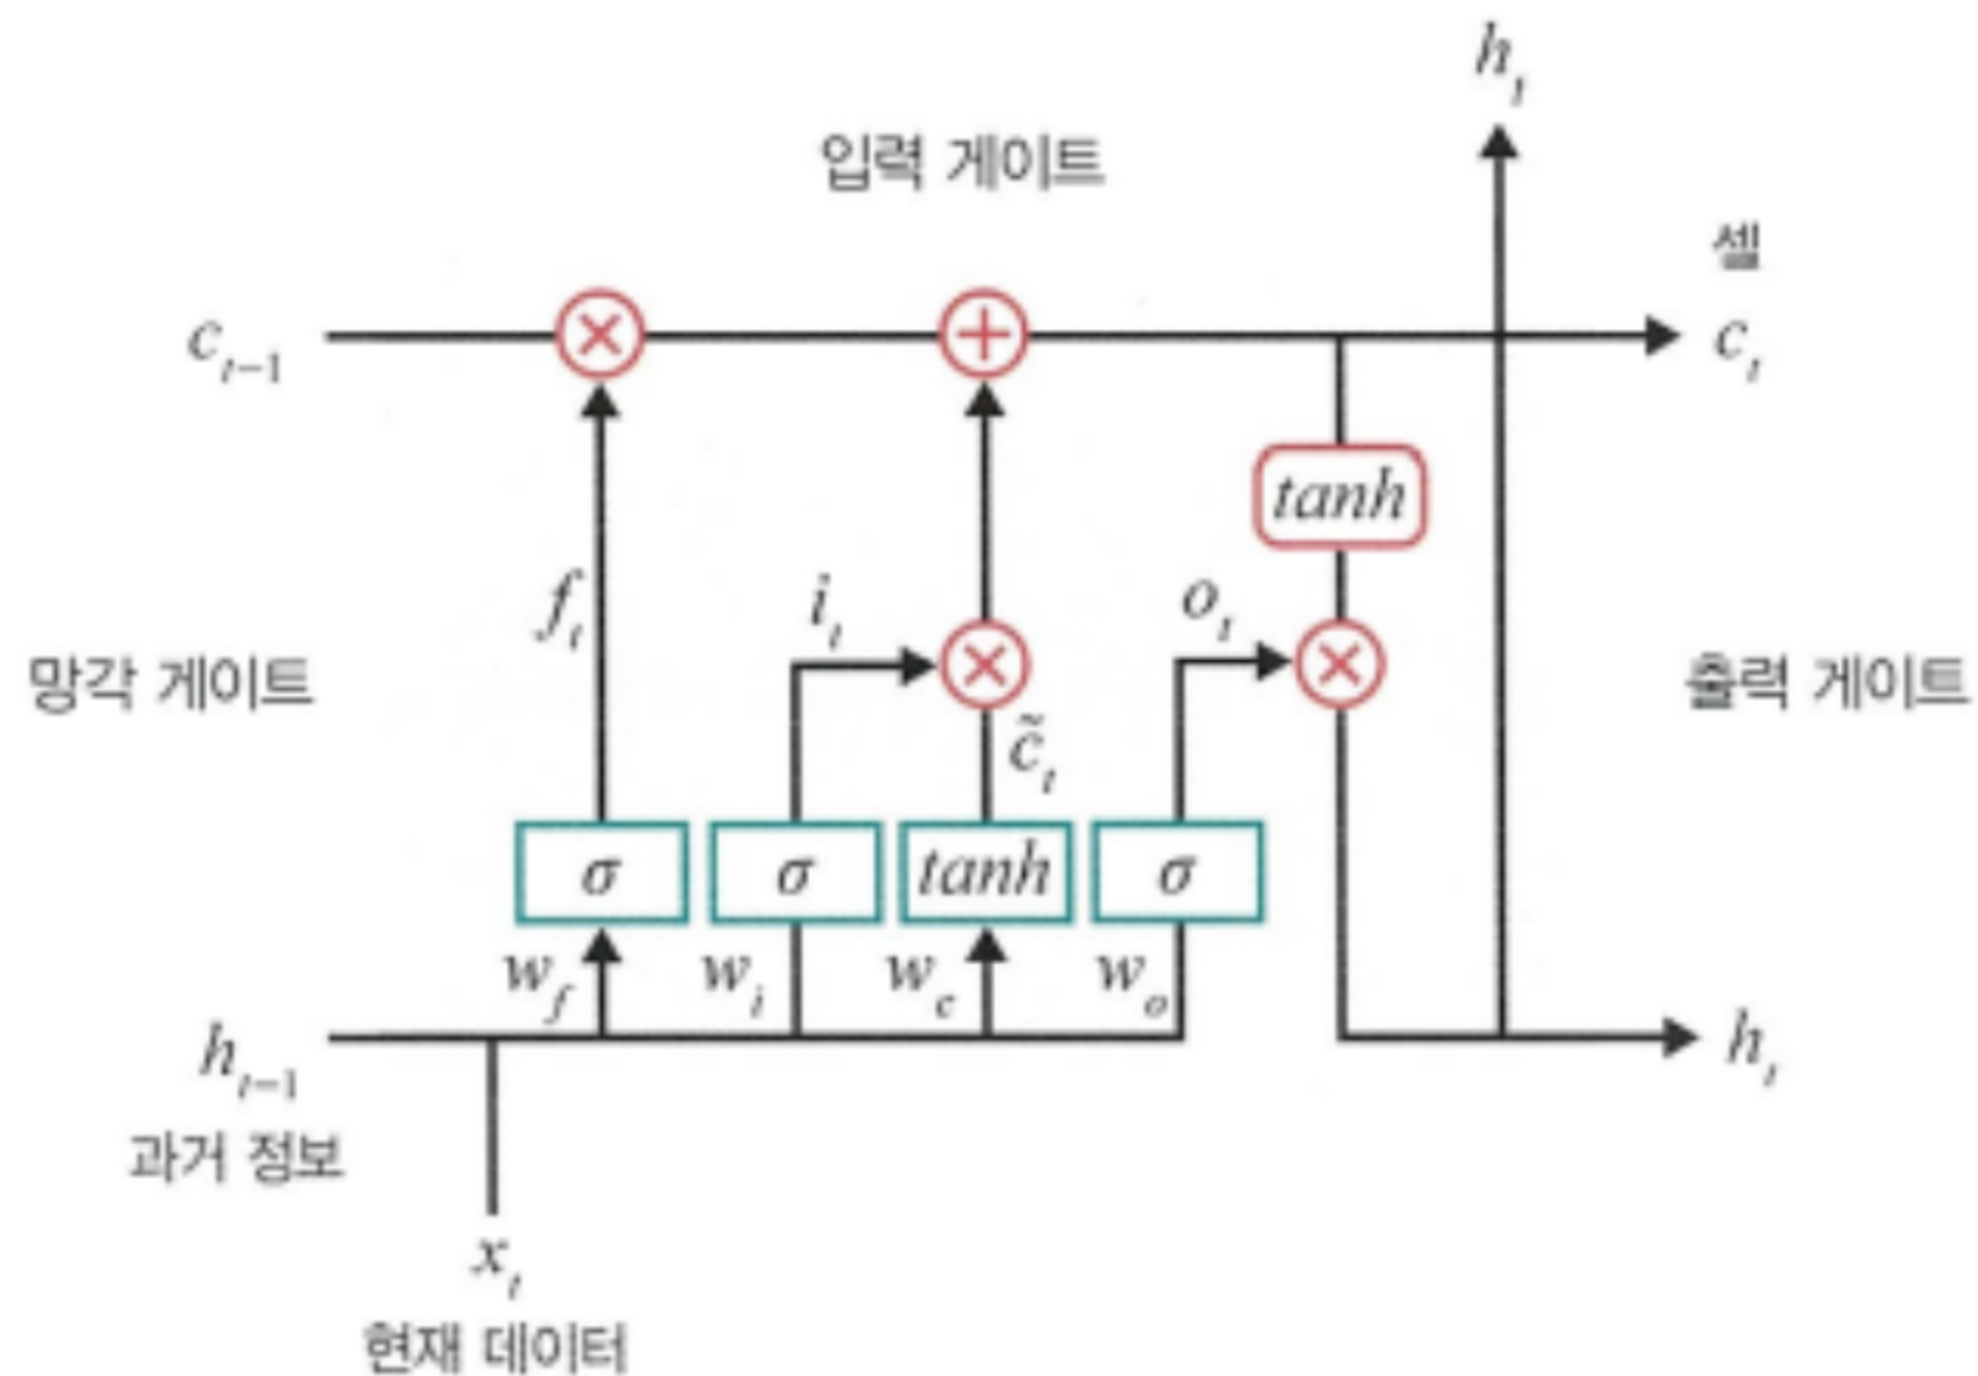 h_t
입력 게이트
셀
c_{t-1}
c_t
tanh
f_t
i_t
o_t
망각 게이트
출력 게이트
c̃_t
σ
σ
tanh
σ
w_f
w_i
w_c
w_o
h_{t-1}
h_t
과거 정보
x_t
현재 데이터